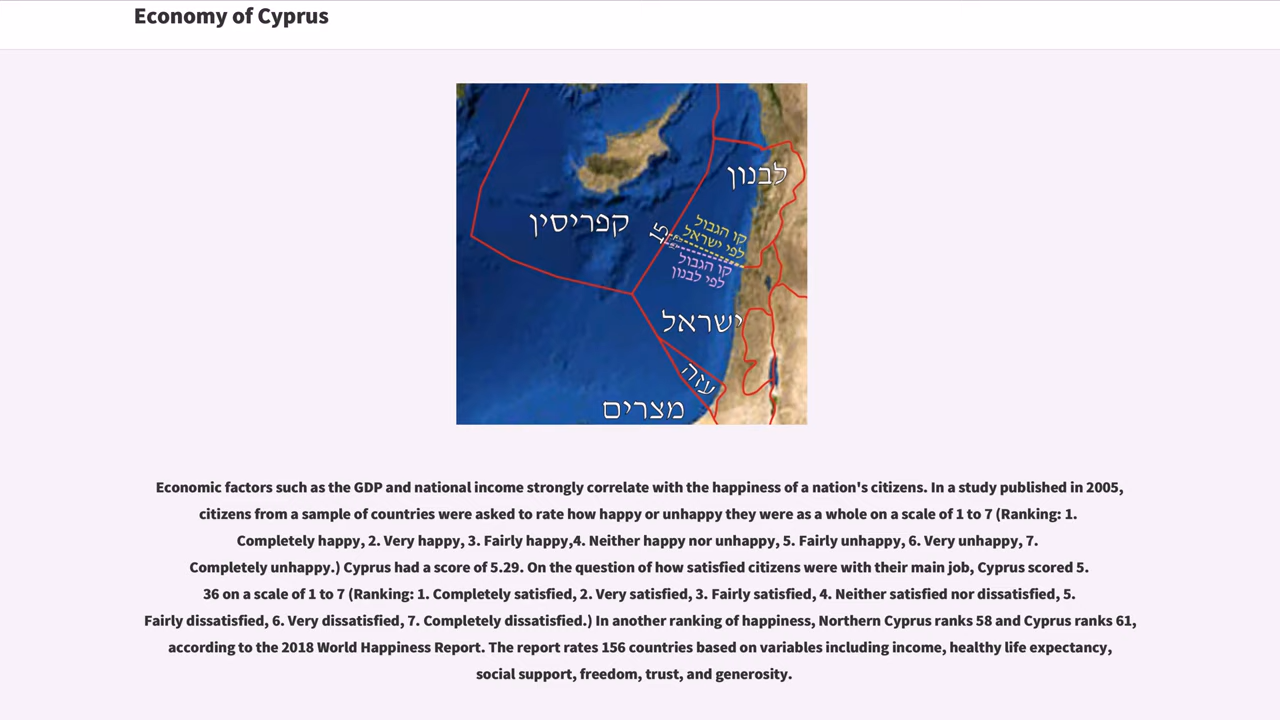 Economy of Cyprus
לבנון
קפריסין
15
קו הגבול
לפי ישראל
קו הגבול
לפי לבנון
ישראל
עזה
מצרים
Economic factors such as the GDP and national income strongly correlate with the happiness of a nation's citizens. In a study published in 2005,
citizens from a sample of countries were asked to rate how happy or unhappy they were as a whole on a scale of 1 to 7 (Ranking: 1.
Completely happy, 2. Very happy, 3. Fairly happy,4. Neither happy nor unhappy, 5. Fairly unhappy, 6. Very unhappy, 7.
Completely unhappy.) Cyprus had a score of 5.29. On the question of how satisfied citizens were with their main job, Cyprus scored 5.
36 on a scale of 1 to 7 (Ranking: 1. Completely satisfied, 2. Very satisfied, 3. Fairly satisfied, 4. Neither satisfied nor dissatisfied, 5.
Fairly dissatisfied, 6. Very dissatisfied, 7. Completely dissatisfied.) In another ranking of happiness, Northern Cyprus ranks 58 and Cyprus ranks 61,
according to the 2018 World Happiness Report. The report rates 156 countries based on variables including income, healthy life expectancy,
social support, freedom, trust, and generosity.